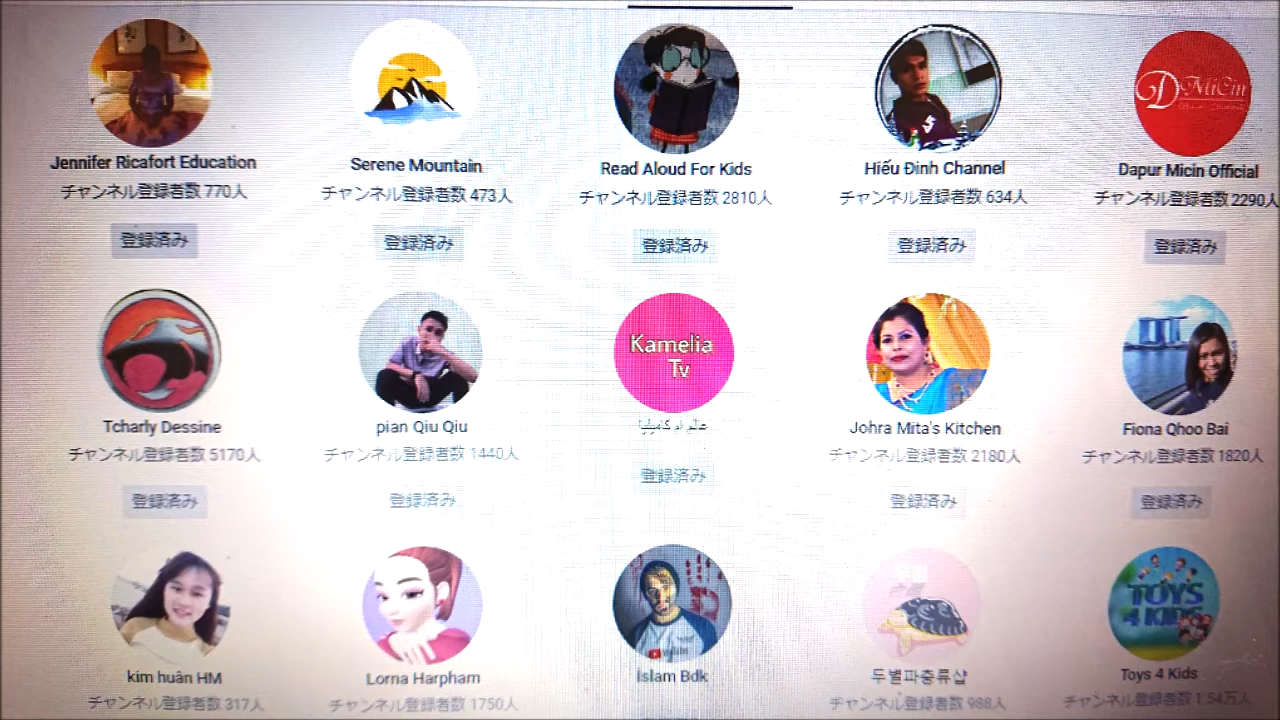 Jennifer Ricafort Education
チャンネル登録者数 770人
登録済み
Serene Mountain
チャンネル登録者数 473人
登録済み
Read Aloud For Kids
チャンネル登録者数 2810人
登録済み
Hiếu Đinh Channel
チャンネル登録者数 634人
登録済み
D MiCin
Dapur Micin Official
チャンネル登録者数 2290人
登録済み
Tcharly Dessine
チャンネル登録者数 5170人
登録済み
pian Qiu Qiu
チャンネル登録者数 1440人
登録済み
Kamelia
Tv
登録済み
Johra Mita's Kitchen
チャンネル登録者数 2180人
登録済み
Fiona Qhoo Bai
チャンネル登録者数 1820人
登録済み
kim huân HM
チャンネル登録者数 317人
Lorna Harpham
チャンネル登録者数 1750人
YouTube
Islam Bdk
두별파충류샵
チャンネル登録者数 988人
TOYS
4 KIDS
Toys 4 Kids
チャンネル登録者数 1.54万人